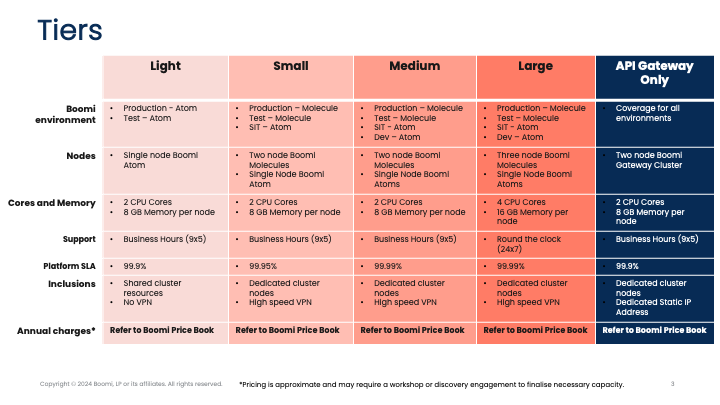 Tiers
Light
Small
Medium
Large
API Gateway
Only
Boomi
environment
• Production - Atom
• Test – Atom
• Production – Molecule
• Test – Molecule
• SIT – Atom
• Production – Molecule
• Test – Molecule
• SIT - Atom
• Dev – Atom
• Production – Molecule
• Test – Molecule
• SIT - Atom
• Dev – Atom
• Coverage for all
environments
Nodes
• Single node Boomi
Atom
• Two node Boomi
Molecules
• Single Node Boomi
Atom
• Two node Boomi
Molecules
• Single Node Boomi
Atoms
• Three node Boomi
Molecules
• Single Node Boomi
Atoms
• Two node Boomi
Gateway Cluster
Cores and Memory
• 2 CPU Cores
• 8 GB Memory per node
• 2 CPU Cores
• 8 GB Memory per node
• 2 CPU Cores
• 8 GB Memory per node
• 4 CPU Cores
• 16 GB Memory per
node
• 2 CPU Cores
• 8 GB Memory per
node
Support
• Business Hours (9x5)
• Business Hours (9x5)
• Business Hours (9x5)
• Round the clock
(24x7)
• Business Hours (9x5)
Platform SLA
• 99.9%
• 99.95%
• 99.99%
• 99.99%
• 99.9%
Inclusions
• Shared cluster
resources
• No VPN
• Dedicated cluster
nodes
• High speed VPN
• Dedicated cluster
nodes
• High speed VPN
• Dedicated cluster
nodes
• High speed VPN
• Dedicated cluster
nodes
• Dedicated Static IP
Address
Annual charges*
Refer to Boomi Price Book
Refer to Boomi Price Book
Refer to Boomi Price Book
Refer to Boomi Price Book
Refer to Boomi Price Book
Copyright © 2024 Boomi, LP or its affiliates. All rights reserved.
*Pricing is approximate and may require a workshop or discovery engagement to finalise necessary capacity.
3